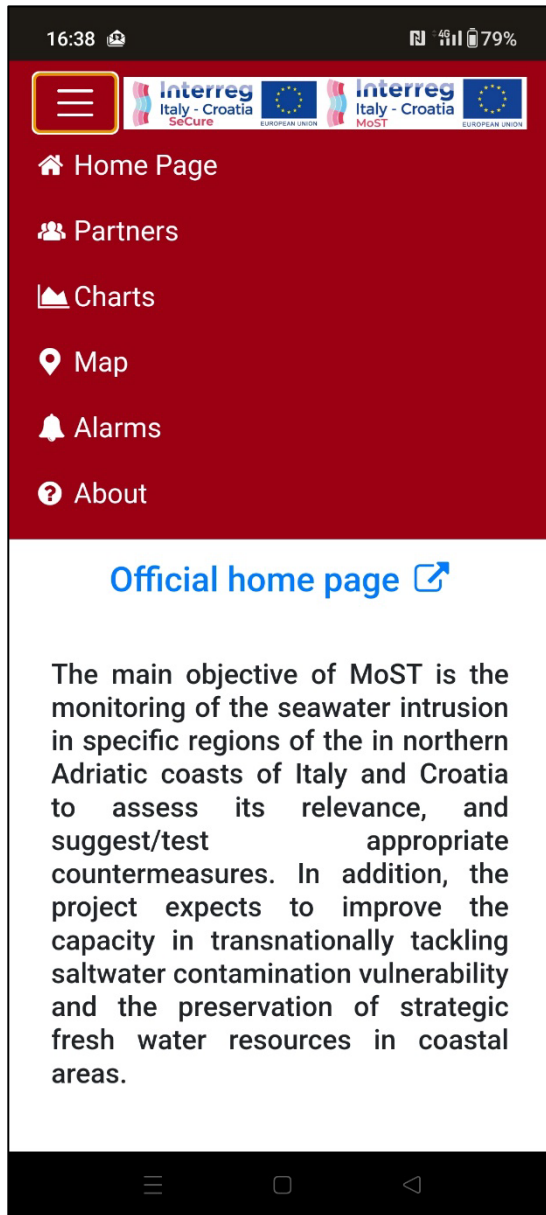 16:38 4G 79%
Interreg Interreg
Italy - Croatia Italy - Croatia
SeCure EUROPEAN UNION MoST EUROPEAN UNION
Home Page
Partners
Charts
Map
Alarms
About
Official home page
The main objective of MoST is the
monitoring of the seawater intrusion
in specific regions of the in northern
Adriatic coasts of Italy and Croatia
to assess its relevance, and
suggest/test appropriate
countermeasures. In addition, the
project expects to improve the
capacity in transnationally tackling
saltwater contamination vulnerability
and the preservation of strategic
fresh water resources in coastal
areas.